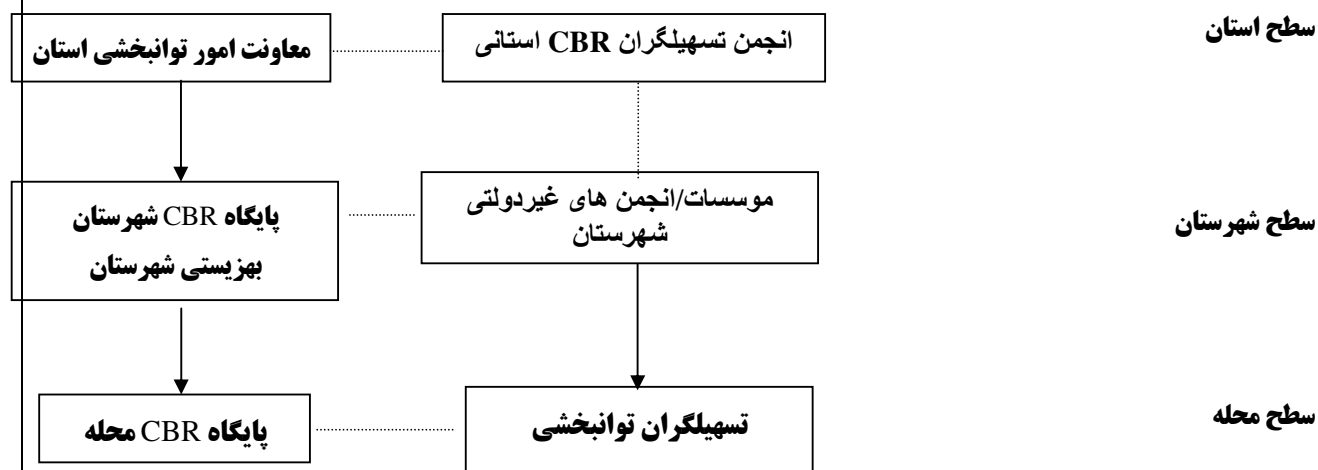 سطح استان
انجمن تسهیلگران CBR استانی
معاونت امور توانبخشی استان
سطح شهرستان
موسسات/انجمن های غیردولتی
شهرستان
پایگاه CBR شهرستان
بهزیستی شهرستان
سطح محله
تسهیلگران توانبخشی
پایگاه CBR محله